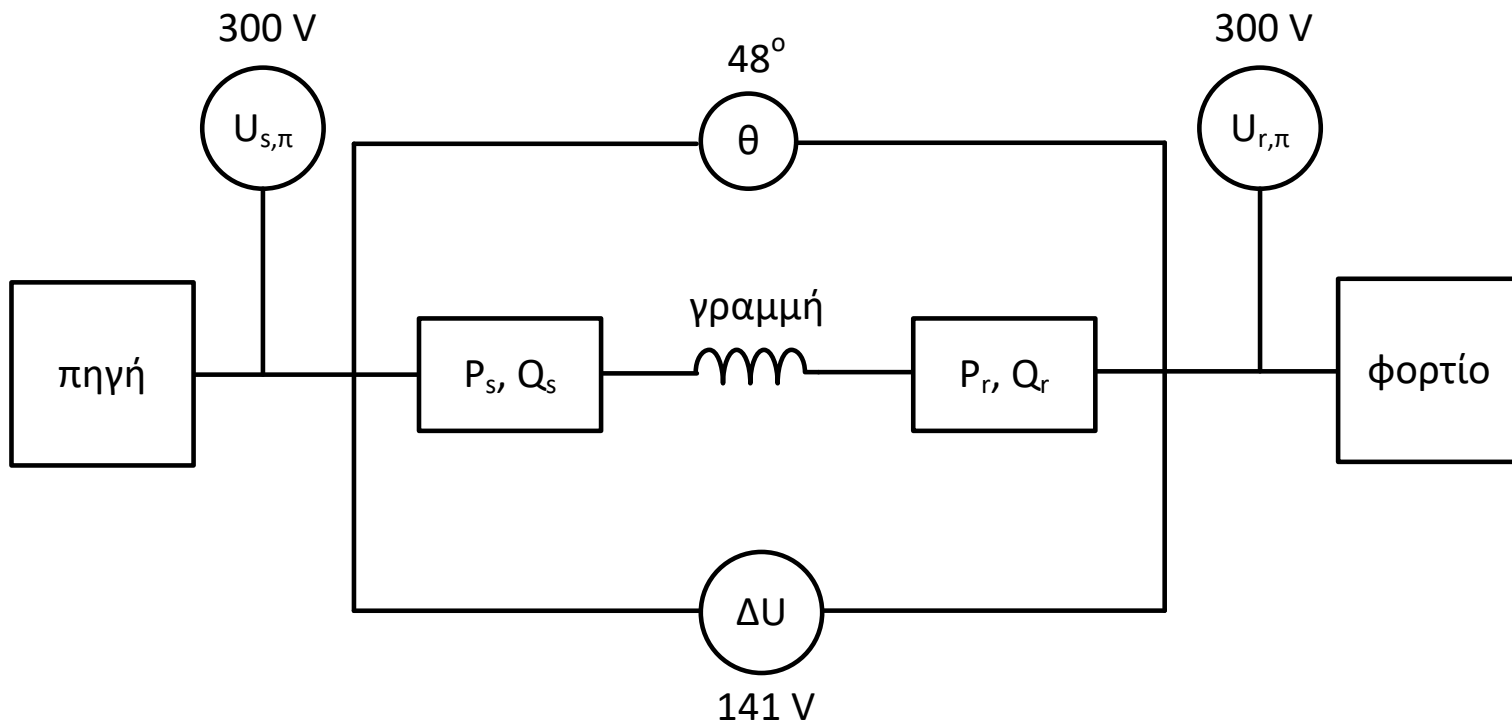 300 V
300 V
48°
U_s,π
θ
U_r,π
γραμμή
πηγή
P_s, Q_s
P_r, Q_r
φορτίο
ΔU
141 V